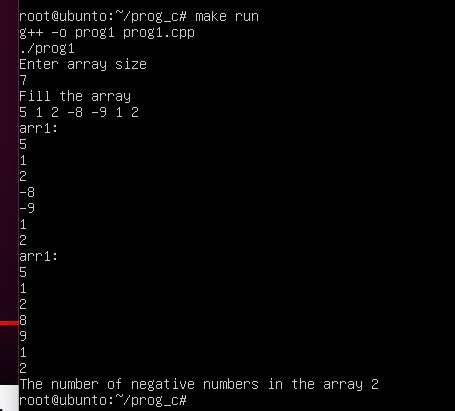 root@ubunto:~/prog_c# make run
g++ -o prog1 prog1.cpp
./prog1
Enter array size
7
Fill the array
5 1 2 -8 -9 1 2
arr1:
5
1
2
-8
-9
1
2
arr1:
5
1
2
8
9
1
2
The number of negative numbers in the array 2
root@ubunto:~/prog_c#